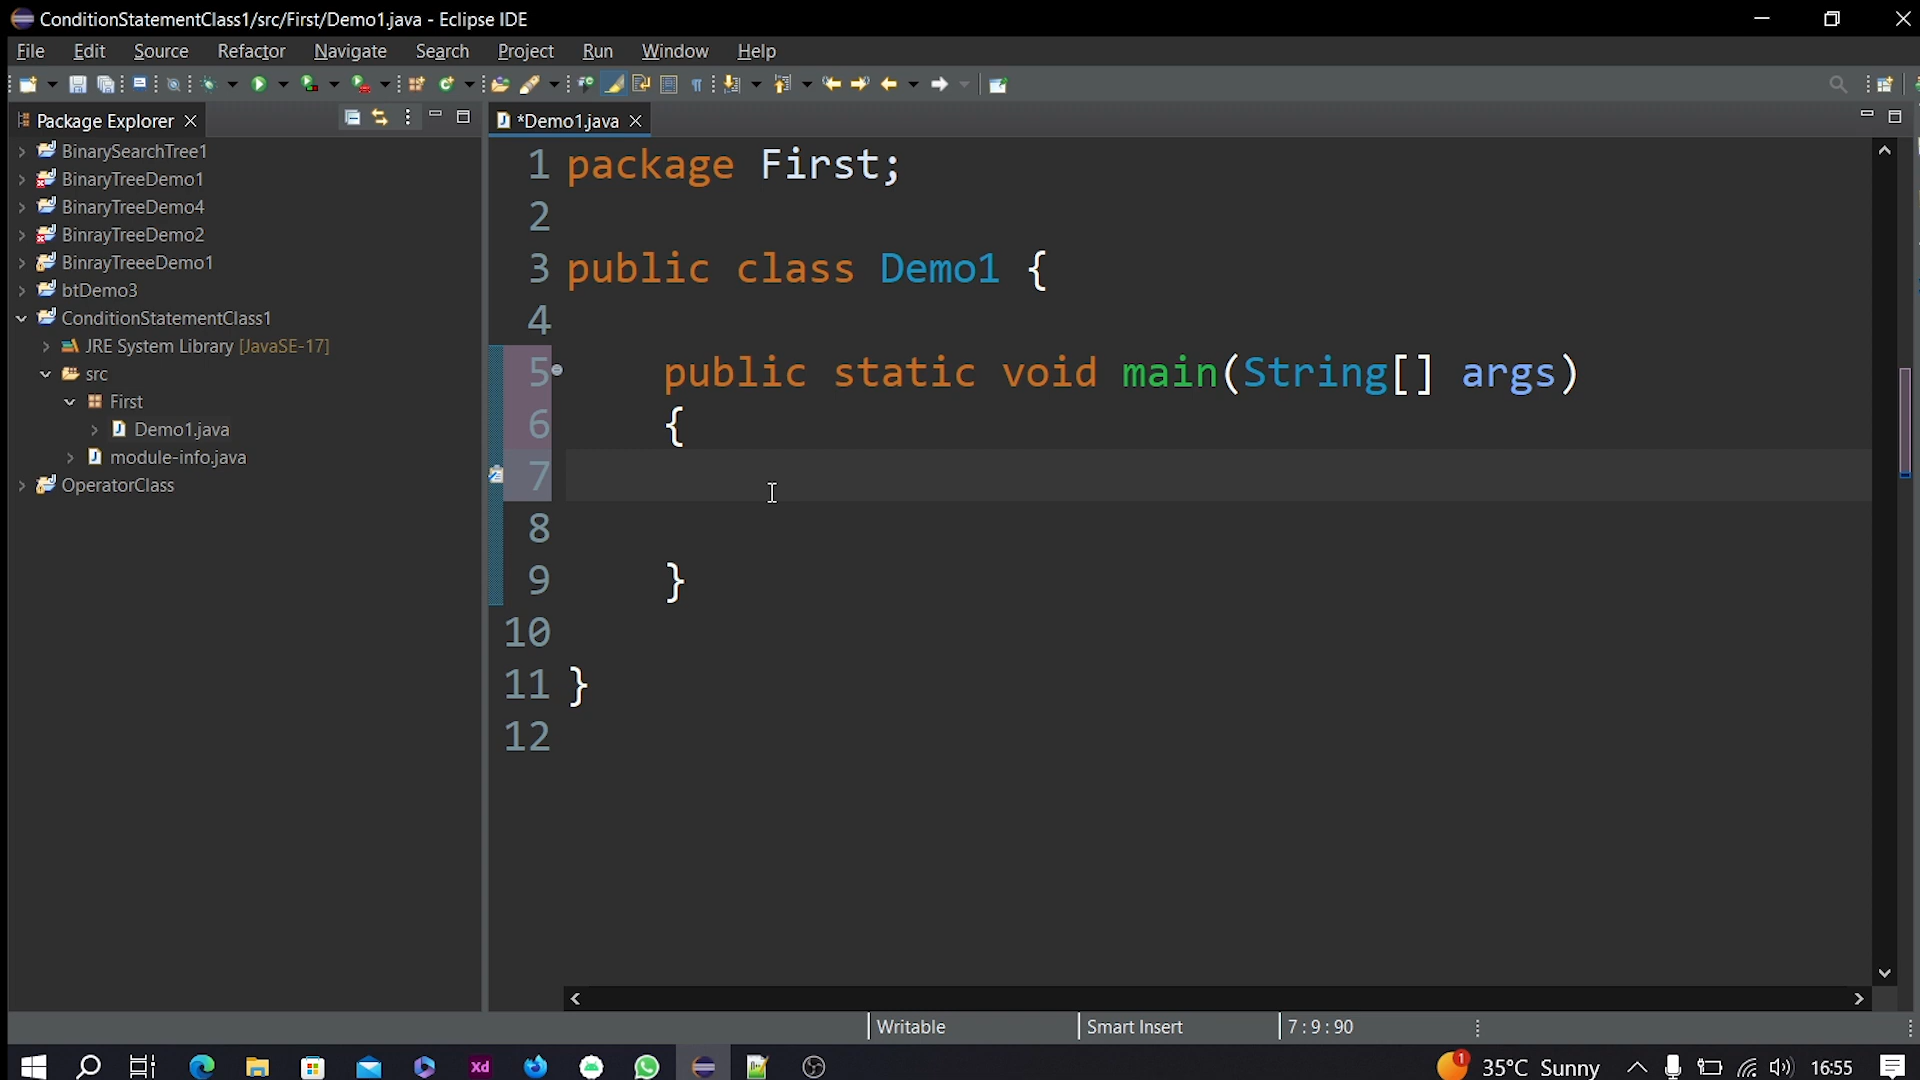 ConditionStatementClass1/src/First/Demo1.java - Eclipse IDE
File Edit Source Refactor Navigate Search Project Run Window Help
Package Explorer
*Demo1.java
BinarySearchTree1
BinaryTreeDemo1
BinaryTreeDemo4
BinrayTreeDemo2
BinrayTreeeDemo1
btDemo3
ConditionStatementClass1
JRE System Library [JavaSE-17]
src
First
Demo1.java
module-info.java
OperatorClass
1 package First;
2
3 public class Demo1 {
4
5 public static void main(String[] args)
6 {
7
8
9 }
10
11 }
12
Writable Smart Insert 7 : 9 : 90
Xd 1 35°C Sunny 16:55